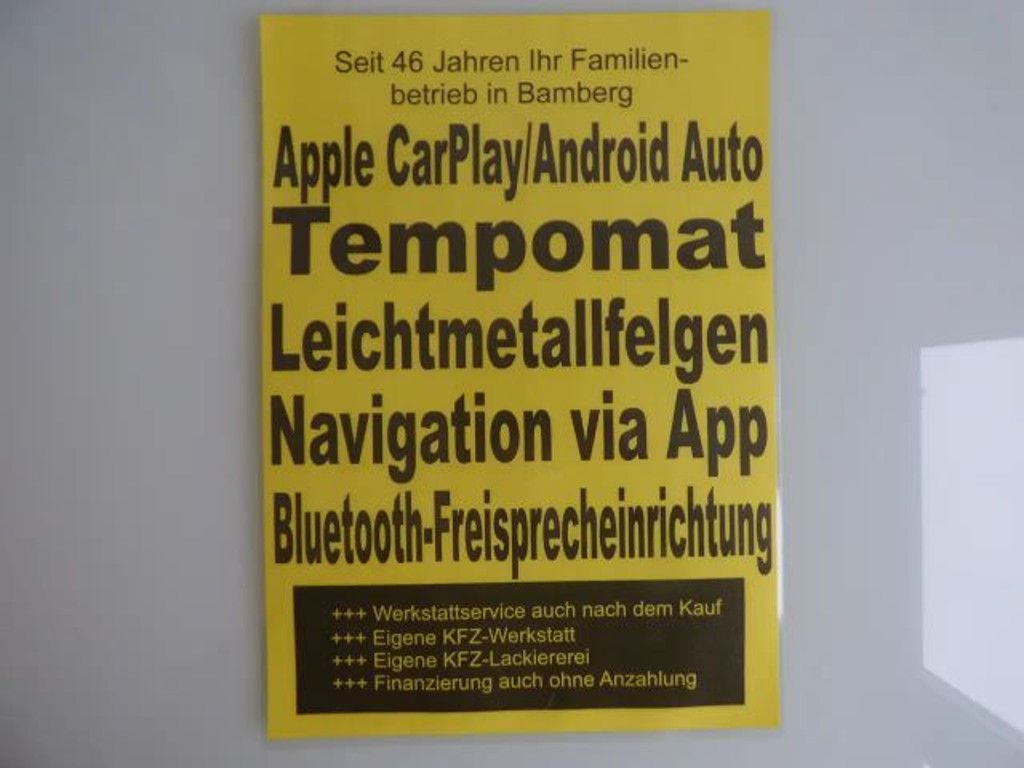 Seit 46 Jahren Ihr Familien-
betrieb in Bamberg
Apple CarPlay/Android Auto
Tempomat
Leichtmetallfelgen
Navigation via App
Bluetooth-Freisprecheinrichtung
+++ Werkstattservice auch nach dem Kauf
+++ Eigene KFZ-Werkstatt
+++ Eigene KFZ-Lackiererei
+++ Finanzierung auch ohne Anzahlung